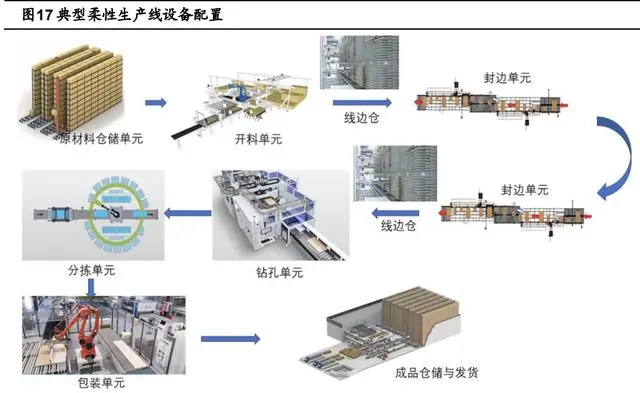 图17 典型柔性生产线设备配置
原材料仓储单元
开料单元
线边仓
封边单元
封边单元
线边仓
钻孔单元
分拣单元
包装单元
成品仓储与发货